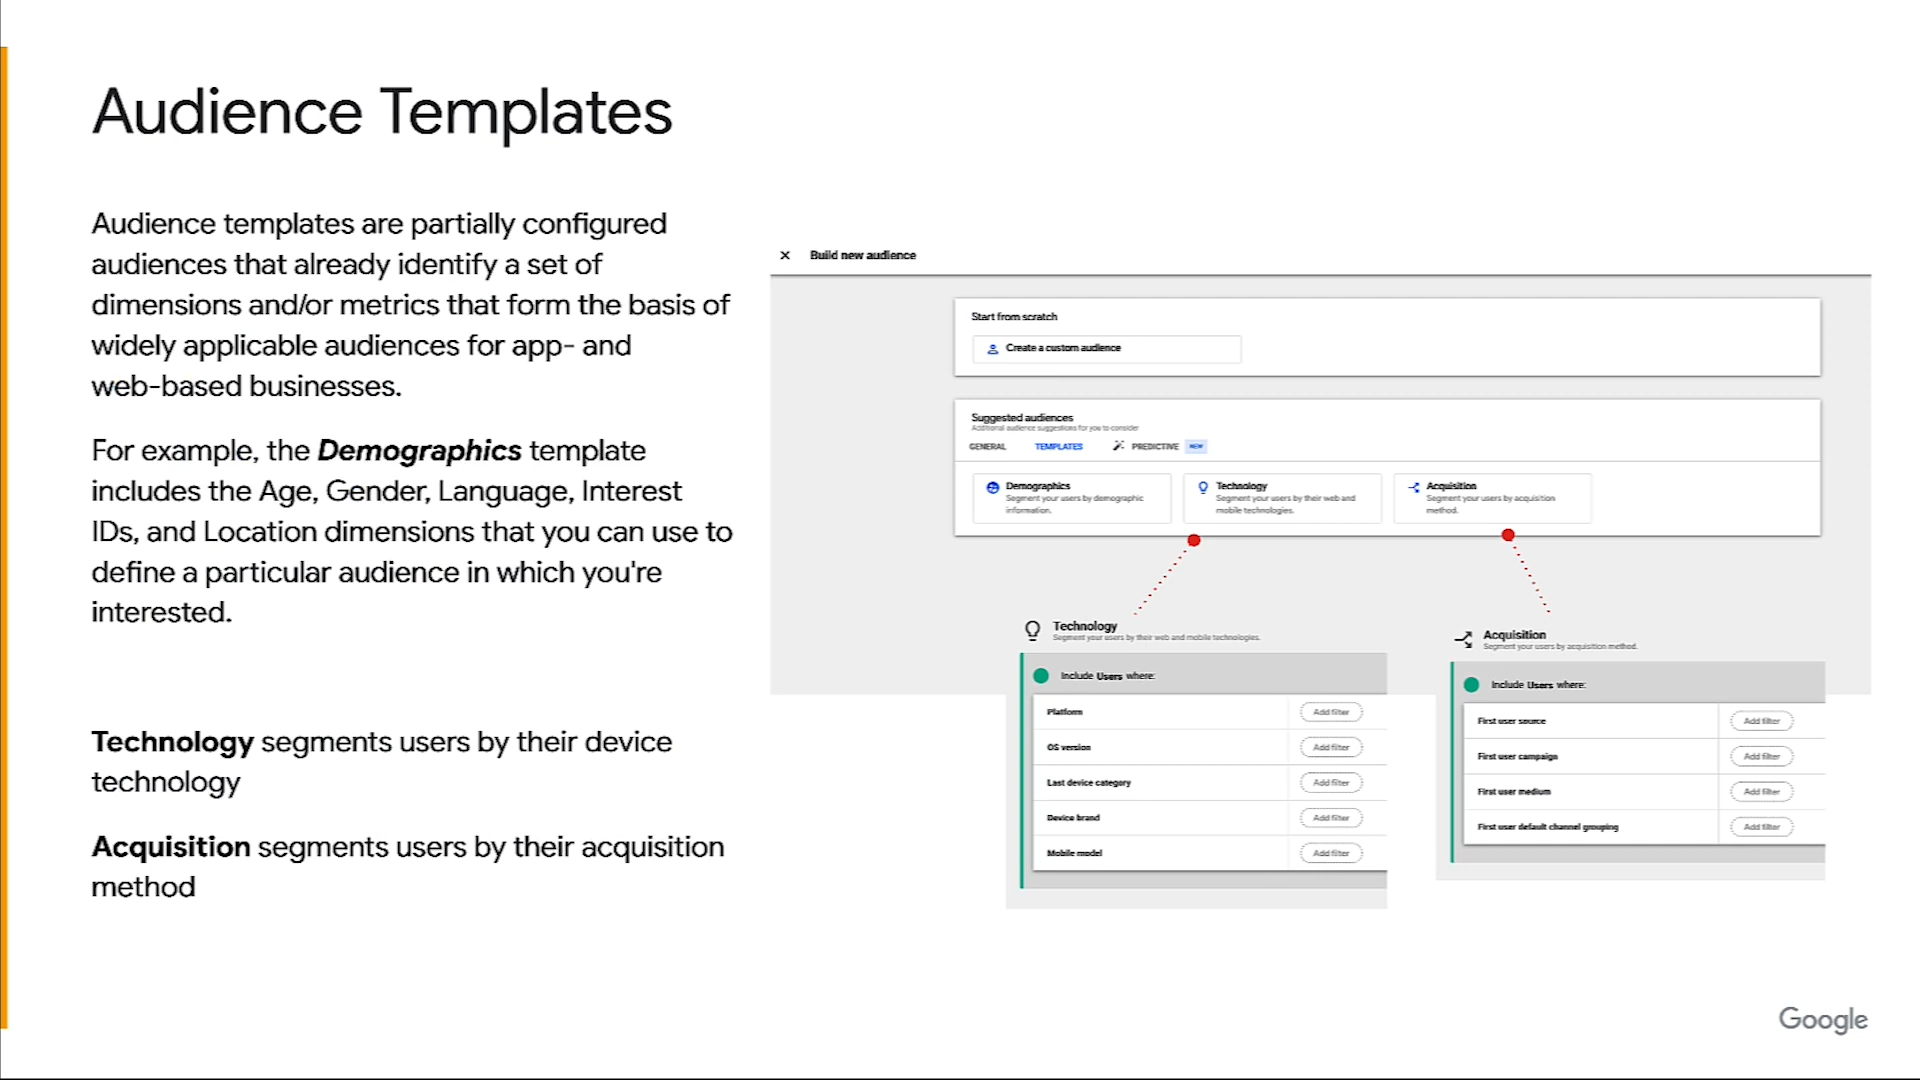 Audience Templates
Audience templates are partially configured
audiences that already identify a set of
dimensions and/or metrics that form the basis of
widely applicable audiences for app- and
web-based businesses.
For example, the Demographics template
includes the Age, Gender, Language, Interest
IDs, and Location dimensions that you can use to
define a particular audience in which you're
interested.
Technology segments users by their device
technology
Acquisition segments users by their acquisition
method
Build new audience
Start from scratch
Create a custom audience
Suggested audiences
Additional audience suggestions for you to consider
GENERAL TEMPLATES PREDICTIVE NEW
Demographics
Segment your users by demographic
information.
Technology
Segment your users by their web and
mobile technologies.
Acquisition
Segment your users by acquisition
method.
Technology
Segment your users by their web and mobile technologies.
Include Users where:
Platform Add filter
OS version Add filter
Last device category Add filter
Device brand Add filter
Mobile model Add filter
Acquisition
Segment your users by acquisition method.
Include Users where:
First user source Add filter
First user campaign Add filter
First user medium Add filter
First user default channel grouping Add filter
Google